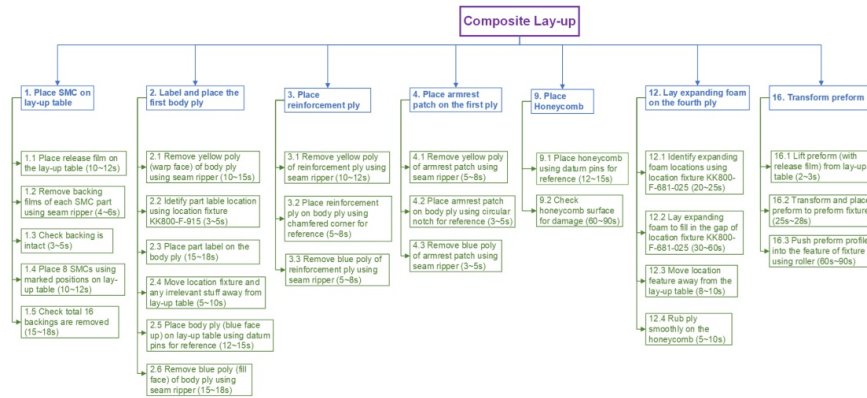 Composite Lay-up
1. Place SMC on
lay-up table
1.1 Place release film on
the lay-up table (10~12s)
1.2 Remove backing
films of each SMC part
using seam ripper (4~6s)
1.3 Check backing is
intact (3~5s)
1.4 Place 8 SMCs using
marked positions on lay-
up table (10~12s)
1.5 Check total 16
backings are removed
(15~18s)
2. Label and place the
first body ply
2.1 Remove yellow poly
(warp face) of body ply
using seam ripper (10~15s)
2.2 Idetify part lable location
using location fixture
KK800-F-915 (3~5s)
2.3 Place part label on the
body ply (15~18s)
2.4 Move location fixture and
any irrelevant stuff away from
lay-up table (5~10s)
2.5 Place body ply (blue face
up) on lay-up table using datum
pins for reference (12~15s)
2.6 Remove blue poly (fill
face) of body ply using
seam ripper (15~18s)
3. Place
reinforcement ply
3.1 Remove yellow poly
of reinforcement ply using
seam ripper (10~12s)
3.2 Place reinforcement
ply on body ply using
chamfered corner for
reference (5~8s)
3.3 Remove blue poly of
reinforcement ply using
seam ripper (5~8s)
4. Place armrest
patch on the first ply
4.1 Remove yellow poly
of armrest patch using
seam ripper (5~8s)
4.2 Place armrest patch
on body ply using circular
notch for reference (3~5s)
4.3 Remove blue poly
of armrest patch using
seam ripper (3~5s)
9. Place
Honeycomb
9.1 Place honeycomb
using datum pins for
reference (12~15s)
9.2 Check
honeycomb surface
for damage (60~90s)
12. Lay expanding foam
on the fourth ply
12.1 Identify expanding
foam locations using
location fixture KK800-
F-681-025 (20~25s)
12.2 Lay expanding
foam to fill in the gap of
location fixture KK800-
F-681-025 (30~60s)
12.3 Move location
feature away from the
lay-up table (8~10s)
12.4 Rub ply
smoothly on the
honeycomb (5~10s)
16. Transform preform
16.1 Lift preform (with
release film) from lay-up
table (2~3s)
16.2 Transform and place
preform to preform fixture
(25s~28s)
16.3 Push preform profile
into the feature of fixture
using roller (60s~90s)